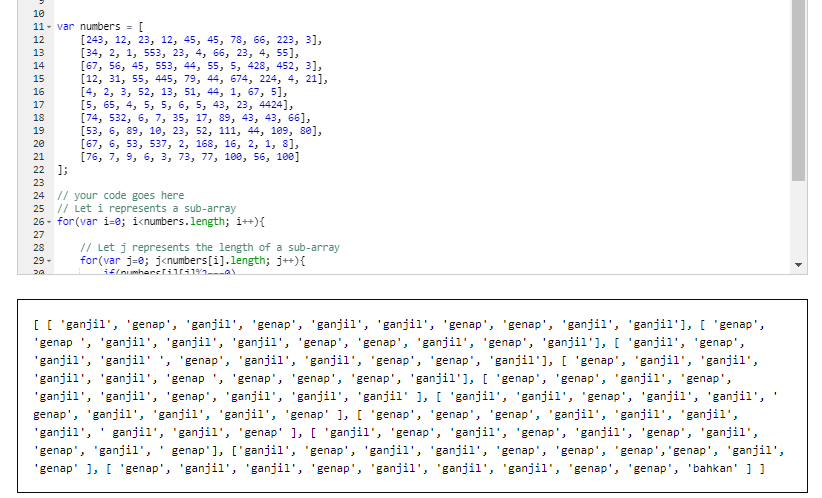 10
11 var numbers = [
12 [243, 12, 23, 12, 45, 45, 78, 66, 223, 3],
13 [34, 2, 1, 553, 23, 4, 66, 23, 4, 55],
14 [67, 56, 45, 553, 44, 55, 5, 428, 452, 3],
15 [12, 31, 55, 445, 79, 44, 674, 224, 4, 21],
16 [4, 2, 3, 52, 13, 51, 44, 1, 67, 5],
17 [5, 65, 4, 5, 5, 6, 5, 43, 23, 4424],
18 [74, 532, 6, 7, 35, 17, 89, 43, 43, 66],
19 [53, 6, 89, 10, 23, 52, 111, 44, 109, 80],
20 [67, 6, 53, 537, 2, 168, 16, 2, 1, 8],
21 [76, 7, 9, 6, 3, 73, 77, 100, 56, 100]
22 ];
23
24 // your code goes here
25 // Let i represents a sub-array
26 for(var i=0; i<numbers.length; i++){
27
28 // Let j represents the length of a sub-array
29 for(var j=0; j<numbers[i].length; j++){
30 if(numbers[i][j]%2===0)
[ [ 'ganjil', 'genap', 'ganjil', 'genap', 'ganjil', 'ganjil', 'genap', 'genap', 'ganjil', 'ganjil'], [ 'genap',
'genap ', 'ganjil', 'ganjil', 'ganjil', 'genap', 'genap', 'ganjil', 'genap', 'ganjil'], [ 'ganjil', 'genap',
'ganjil', 'ganjil' ', 'genap', 'ganjil', 'ganjil', 'genap', 'genap', 'ganjil'], [ 'genap', 'ganjil', 'ganjil',
'ganjil', 'ganjil', 'genap ', 'genap', 'genap', 'genap', 'ganjil'], [ 'genap', 'genap', 'ganjil', 'genap',
'ganjil', 'ganjil', 'genap', 'ganjil', 'ganjil', 'ganjil' ], [ 'ganjil', 'ganjil', 'genap', 'ganjil', 'ganjil', '
genap', 'ganjil', 'ganjil', 'ganjil', 'genap' ], [ 'genap', 'genap', 'genap', 'ganjil', 'ganjil', 'ganjil',
'ganjil', ' ganjil', 'ganjil', 'genap' ], [ 'ganjil', 'genap', 'ganjil', 'genap', 'ganjil', 'genap', 'ganjil',
'genap', 'ganjil', ' genap'], ['ganjil', 'genap', 'ganjil', 'ganjil', 'genap', 'genap', 'genap','genap', 'ganjil',
'genap' ], [ 'genap', 'ganjil', 'ganjil', 'genap', 'ganjil', 'ganjil', 'ganjil', 'genap', 'genap', 'bahkan' ] ]